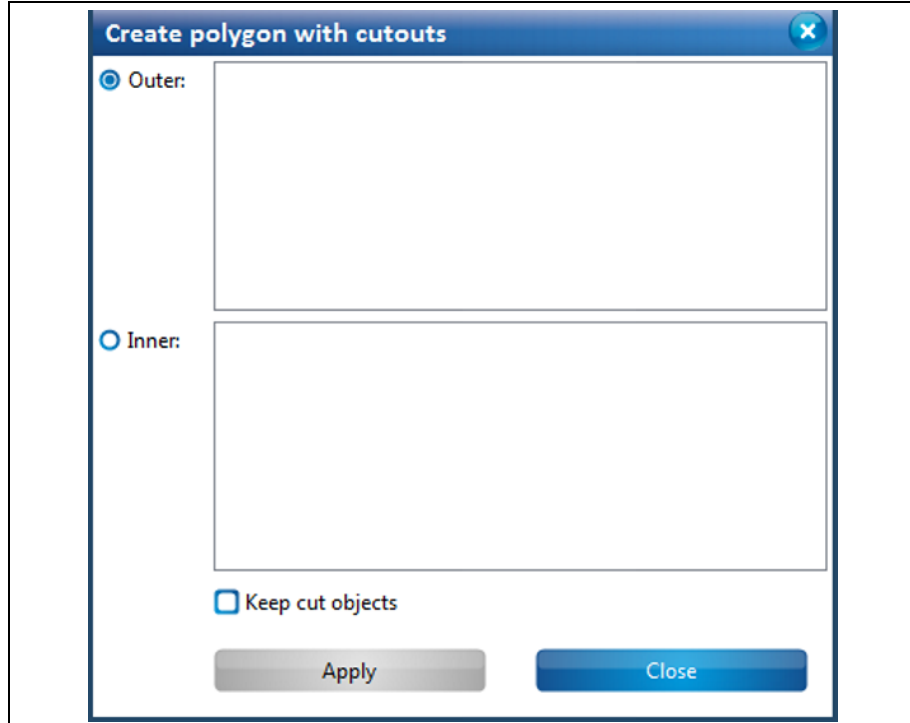 Create polygon with cutouts
Outer:
Inner:
Keep cut objects
Apply
Close